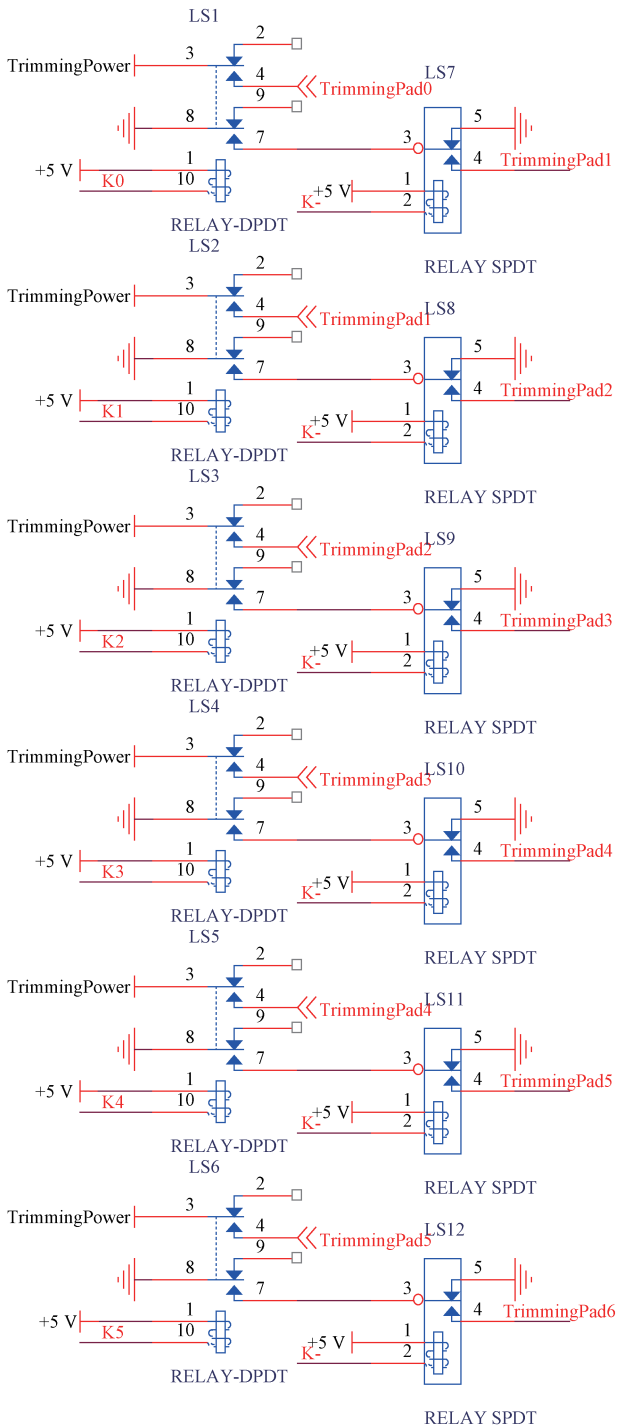 LS1
2
3
TrimmingPower
4
TrimmingPad0
9
LS7
8
7
3
5
4
TrimmingPad1
+5 V
1
K0
10
+5 V
1
K-
2
RELAY-DPDT
RELAY SPDT
LS2
2
3
TrimmingPower
4
TrimmingPad1
9
LS8
8
7
3
5
4
TrimmingPad2
+5 V
1
K1
10
+5 V
1
K-
2
RELAY-DPDT
RELAY SPDT
LS3
2
3
TrimmingPower
4
TrimmingPad2
9
LS9
8
7
3
5
4
TrimmingPad3
+5 V
1
K2
10
+5 V
1
K-
2
RELAY-DPDT
RELAY SPDT
LS4
2
3
TrimmingPower
4
TrimmingPad3
9
LS10
8
7
3
5
4
TrimmingPad4
+5 V
1
K3
10
+5 V
1
K-
2
RELAY-DPDT
RELAY SPDT
LS5
2
3
TrimmingPower
4
TrimmingPad4
9
LS11
8
7
3
5
4
TrimmingPad5
+5 V
1
K4
10
+5 V
1
K-
2
RELAY-DPDT
RELAY SPDT
LS6
2
3
TrimmingPower
4
TrimmingPad5
9
LS12
8
7
3
5
4
TrimmingPad6
+5 V
1
K5
10
+5 V
1
K-
2
RELAY-DPDT
RELAY SPDT